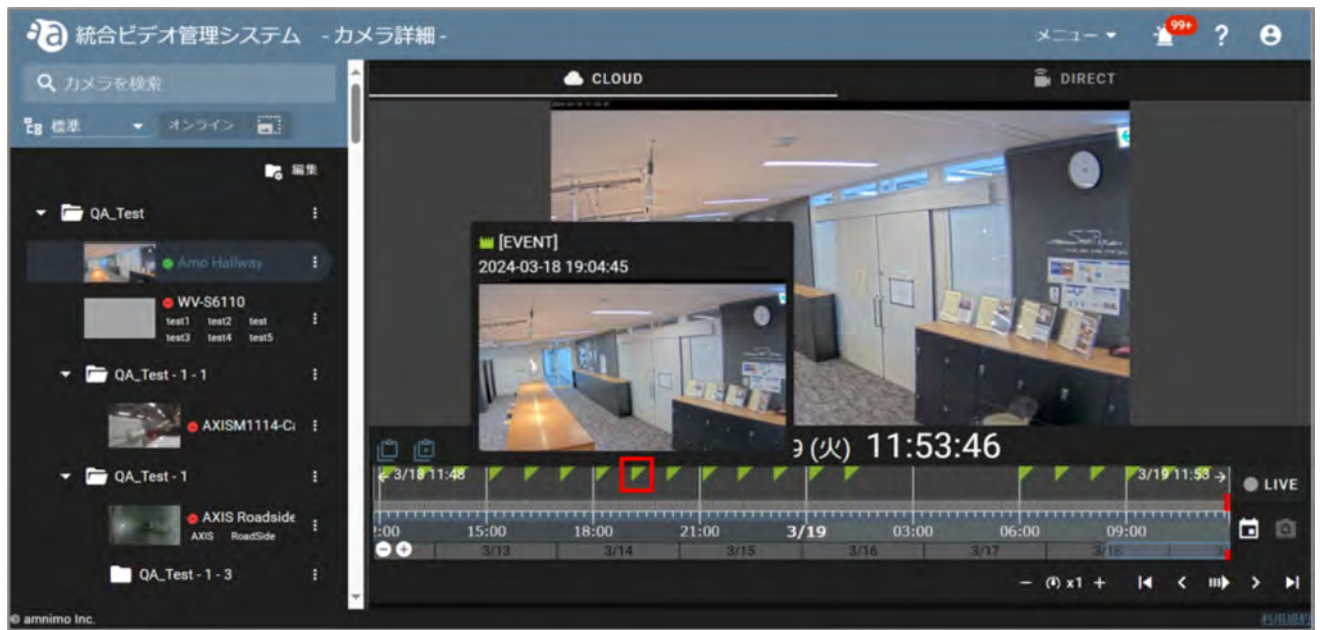 統合ビデオ管理システム - カメラ詳細 -
メニュー
99+
?
カメラを検索
CLOUD
DIRECT
標準
オンライン
編集
QA_Test
Amo Hallway
WV-S6110
test1 test2 test
test3 test4 test5
QA_Test - 1 - 1
AXISM1114-Ca
QA_Test - 1
AXIS Roadside
AXIS RoadSide
QA_Test - 1 - 3
[EVENT]
2024-03-18 19:04:45
9 (火) 11:53:46
← 3/18 11:48
3/19 11:53 →
LIVE
2:00 15:00 18:00 21:00 3/19 03:00 06:00 09:00
3/13 3/14 3/15 3/16 3/17 3/18
x1
© amnimo Inc.
利用規約